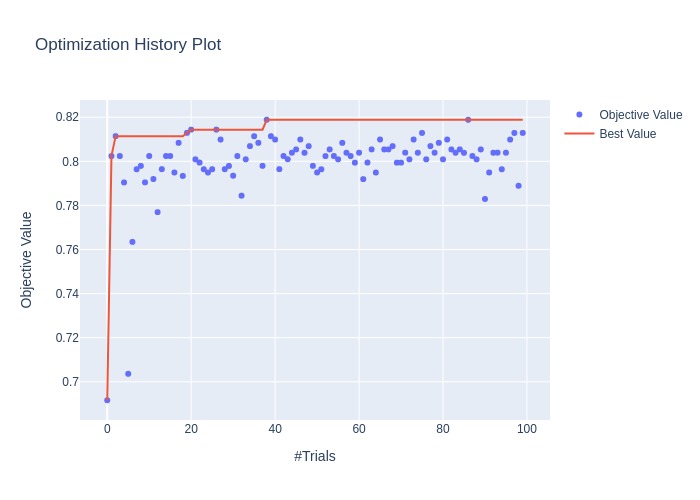 Optimization History Plot
Objective Value
Best Value
0.82
0.8
0.78
0.76
0.74
0.72
0.7
Objective Value
0
20
40
60
80
100
#Trials